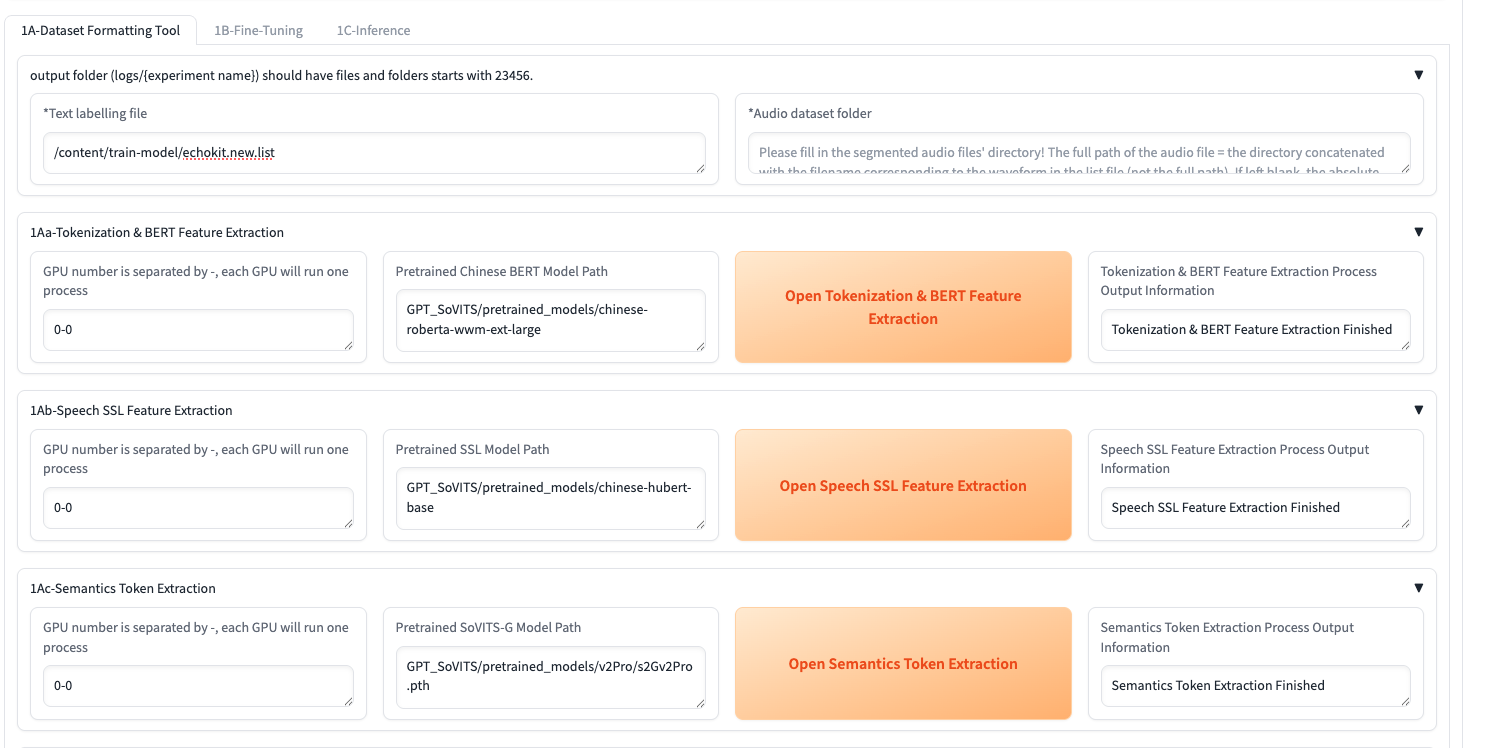 1A-Dataset Formatting Tool
1B-Fine-Tuning
1C-Inference
output folder (logs/{experiment name}) should have files and folders starts with 23456.
▼
*Text labelling file
/content/train-model/echokit.new.list
*Audio dataset folder
Please fill in the segmented audio files' directory! The full path of the audio file = the directory concatenated
with the filename corresponding to the waveform in the list file (not the full path). If left blank, the absolute
1Aa-Tokenization & BERT Feature Extraction
▼
GPU number is separated by -, each GPU will run one
process
0-0
Pretrained Chinese BERT Model Path
GPT_SoVITS/pretrained_models/chinese-
roberta-wwm-ext-large
Open Tokenization & BERT Feature
Extraction
Tokenization & BERT Feature Extraction Process
Output Information
Tokenization & BERT Feature Extraction Finished
1Ab-Speech SSL Feature Extraction
▼
GPU number is separated by -, each GPU will run one
process
0-0
Pretrained SSL Model Path
GPT_SoVITS/pretrained_models/chinese-hubert-
base
Open Speech SSL Feature Extraction
Speech SSL Feature Extraction Process Output
Information
Speech SSL Feature Extraction Finished
1Ac-Semantics Token Extraction
▼
GPU number is separated by -, each GPU will run one
process
0-0
Pretrained SoVITS-G Model Path
GPT_SoVITS/pretrained_models/v2Pro/s2Gv2Pro
.pth
Open Semantics Token Extraction
Semantics Token Extraction Process Output
Information
Semantics Token Extraction Finished